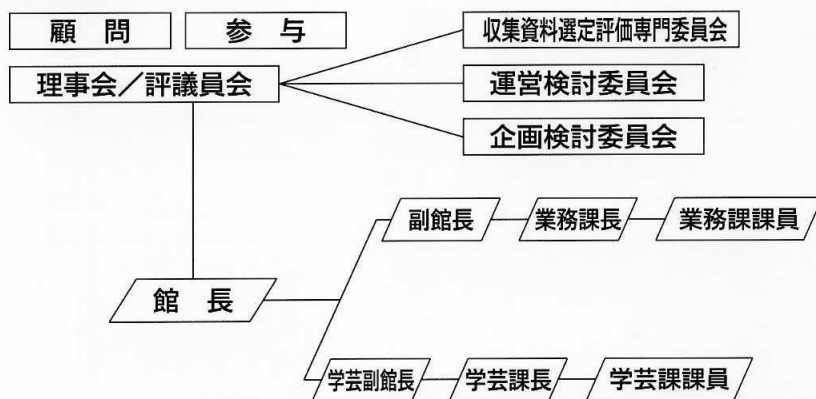 顧 問
参 与
収集資料選定評価専門委員会
理事会／評議員会
運営検討委員会
企画検討委員会
副館長
業務課長
業務課課員
館 長
学芸副館長
学芸課長
学芸課課員